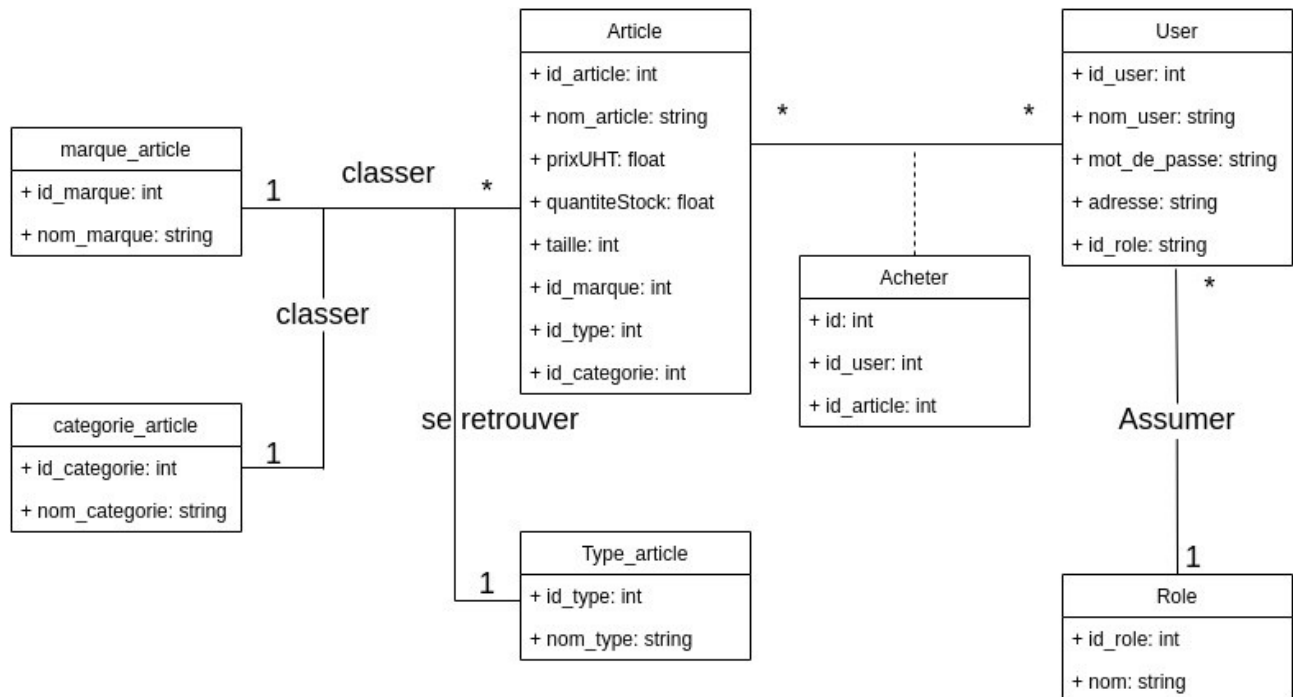 Article
+ id_article: int
+ nom_article: string
+ prixUHT: float
+ quantiteStock: float
+ taille: int
+ id_marque: int
+ id_type: int
+ id_categorie: int
User
+ id_user: int
+ nom_user: string
+ mot_de_passe: string
+ adresse: string
+ id_role: string
marque_article
+ id_marque: int
+ nom_marque: string
1
classer
*
*
*
classer
Acheter
+ id: int
+ id_user: int
+ id_article: int
*
categorie_article
+ id_categorie: int
+ nom_categorie: string
1
se retrouver
Assumer
Type_article
+ id_type: int
+ nom_type: string
1
1
Role
+ id_role: int
+ nom: string